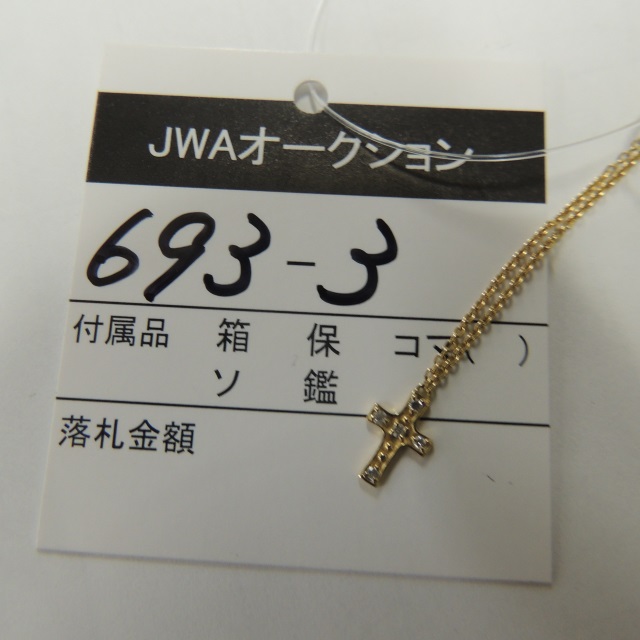 JWAオークション
693-3
付属品 箱 保 コマ( )
ソ 鑑
落札金額